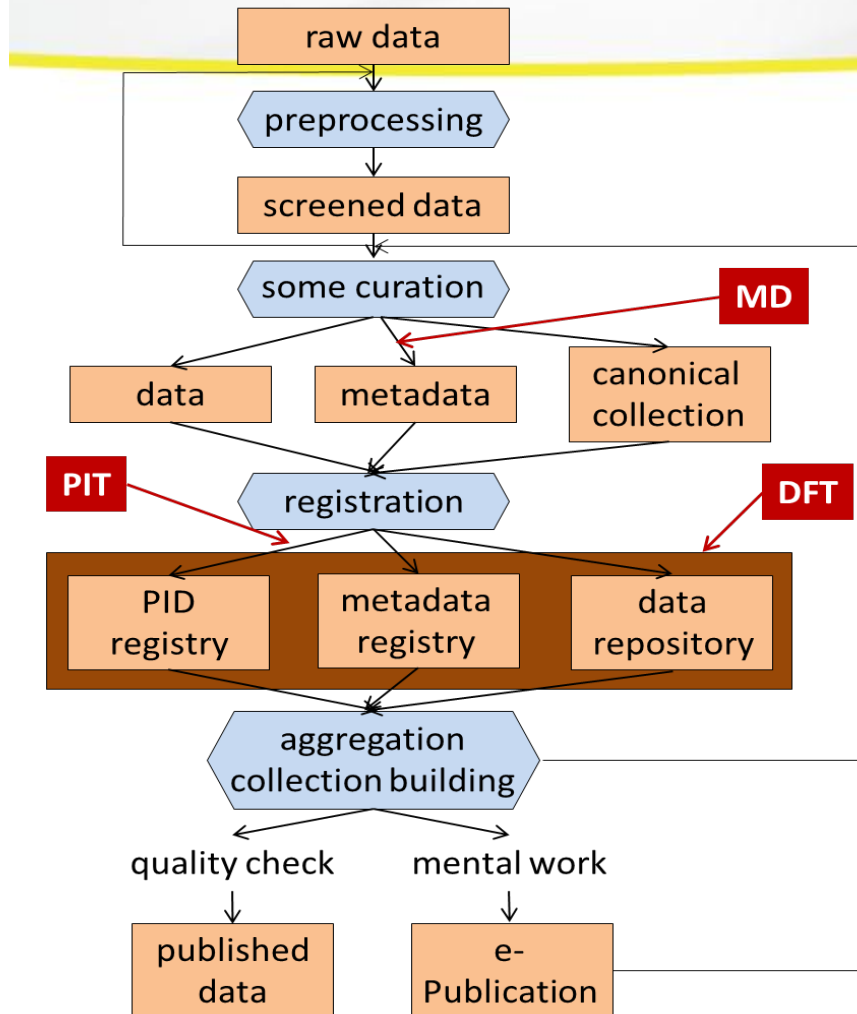 raw data
preprocessing
screened data
some curation
MD
data
metadata
canonical
collection
PIT
registration
DFT
PID
registry
metadata
registry
data
repository
aggregation
collection building
quality check
mental work
published
data
e-
Publication